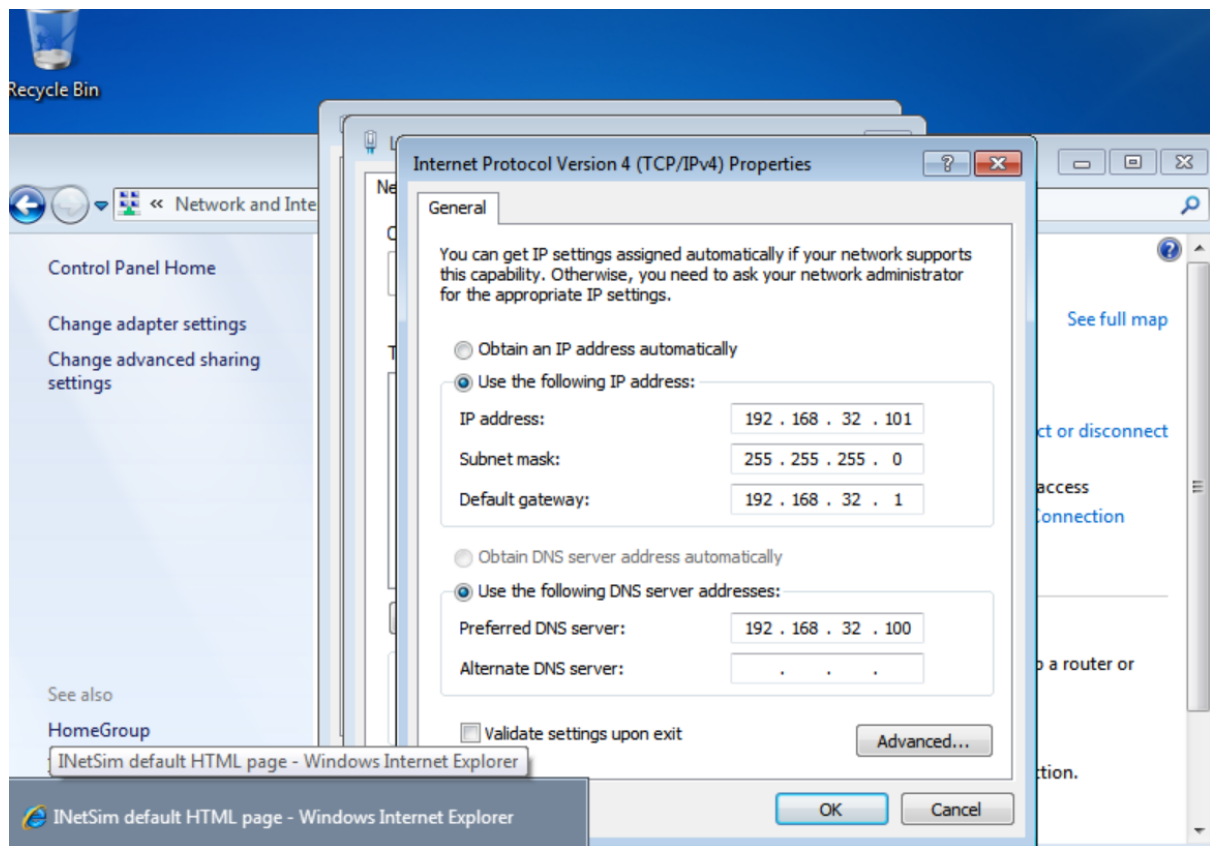 Recycle Bin
Internet Protocol Version 4 (TCP/IPv4) Properties
« Network and Inte
Ne
General
You can get IP settings assigned automatically if your network supports
this capability. Otherwise, you need to ask your network administrator
for the appropriate IP settings.
Control Panel Home
Change adapter settings
Change advanced sharing
settings
See full map
Obtain an IP address automatically
Use the following IP address:
IP address: 192 . 168 . 32 . 101
Subnet mask: 255 . 255 . 255 . 0
Default gateway: 192 . 168 . 32 . 1
ct or disconnect
access
Connection
Obtain DNS server address automatically
Use the following DNS server addresses:
Preferred DNS server: 192 . 168 . 32 . 100
Alternate DNS server: . . .
o a router or
See also
HomeGroup
Validate settings upon exit
Advanced...
INetSim default HTML page - Windows Internet Explorer
ction.
INetSim default HTML page - Windows Internet Explorer
OK
Cancel